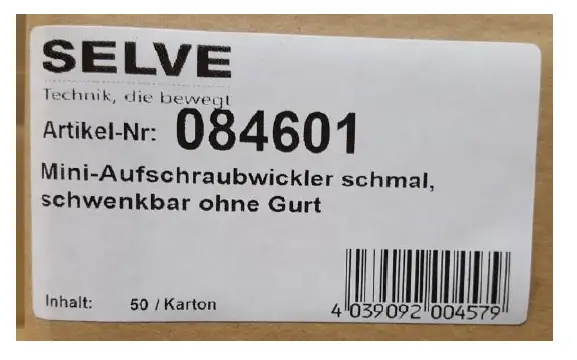 SELVE
Technik, die bewegt
Artikel-Nr: 084601
Mini-Aufschraubwickler schmal,
schwenkbar ohne Gurt
Inhalt: 50 / Karton
4 039092 004579